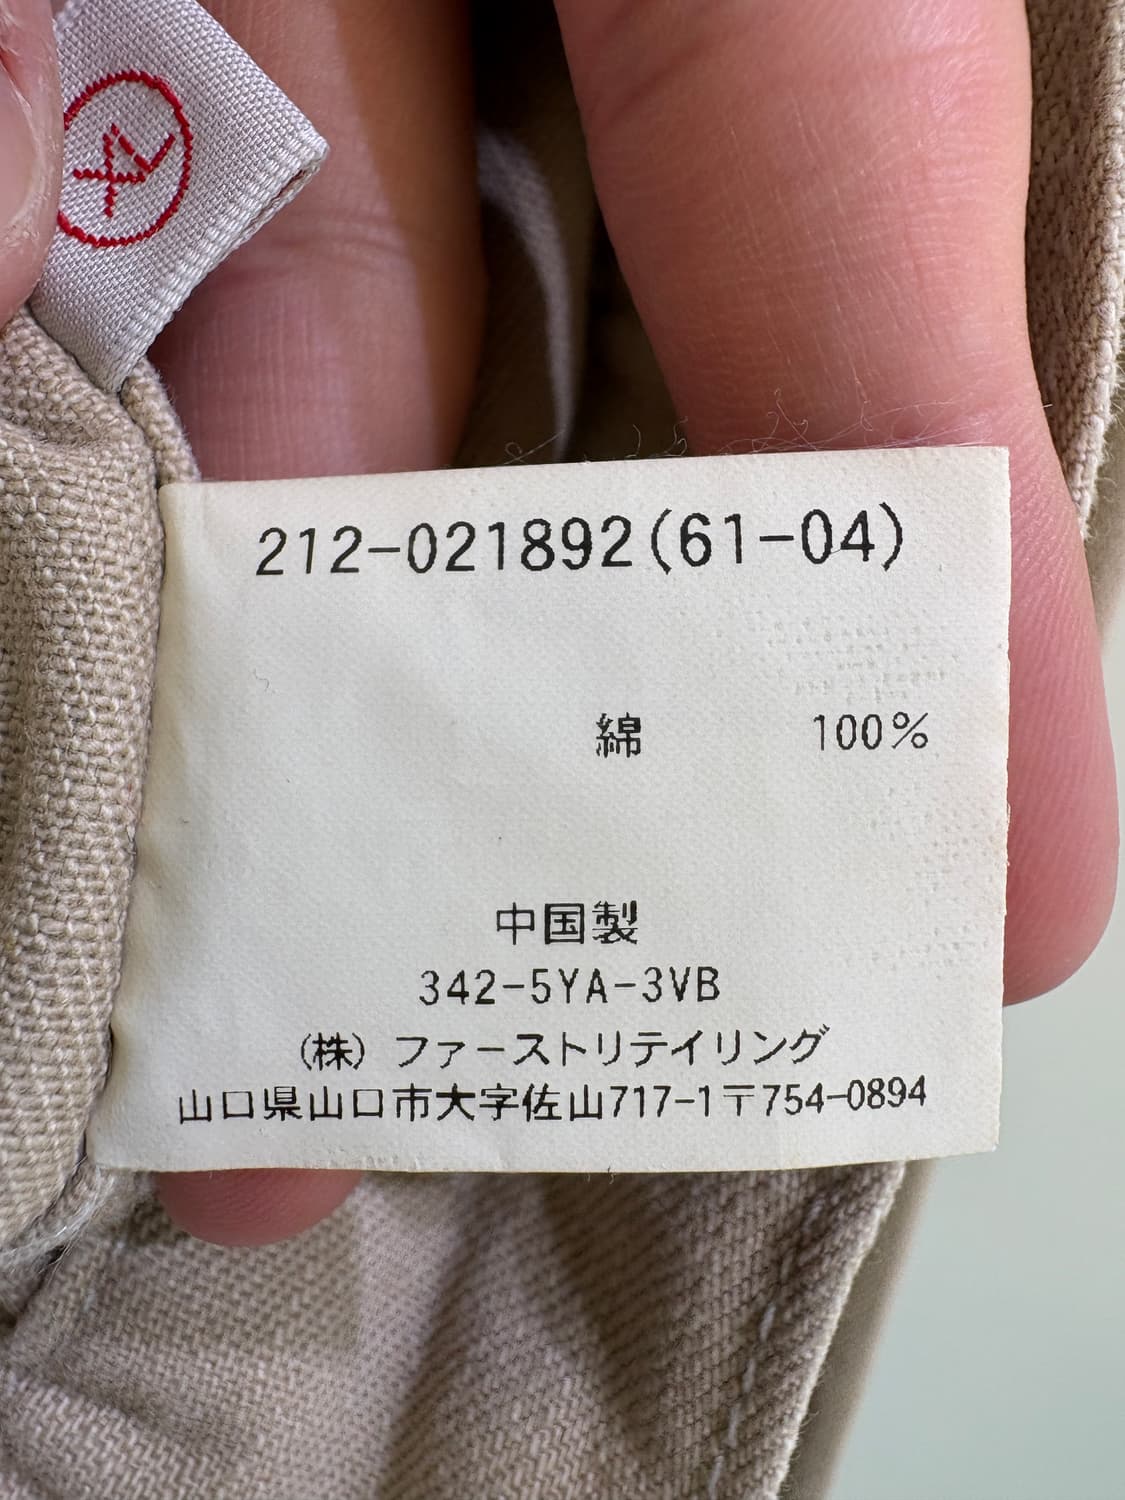 大
212-021892(61-04)
綿 100%
中国製
342-5YA-3VB
(株) ファーストリテイリング
山口県山口市大字佐山717-1〒754-0894